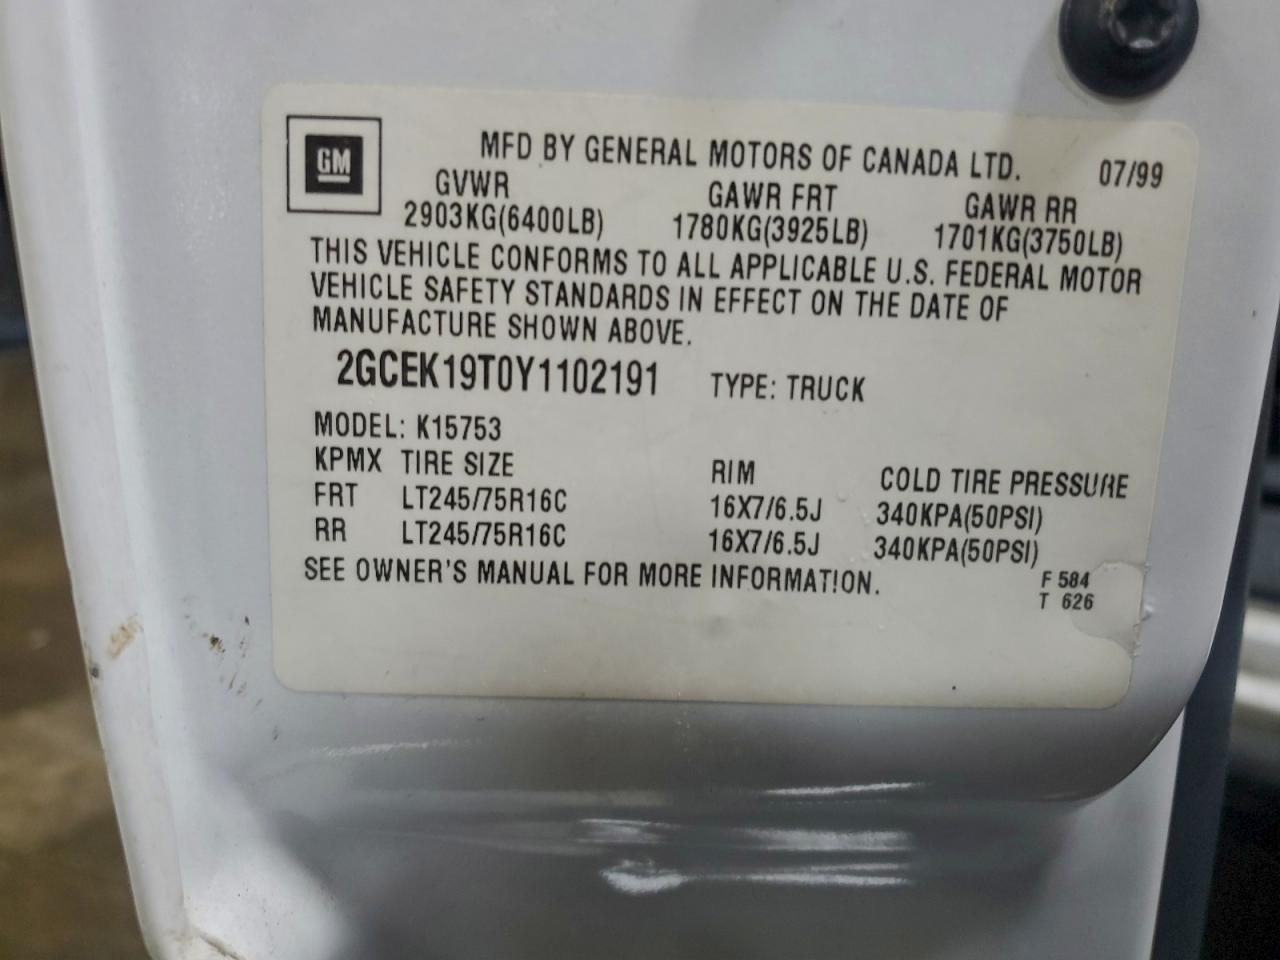 GM
MFD BY GENERAL MOTORS OF CANADA LTD. 07/99
GVWR GAWR FRT GAWR RR
2903KG(6400LB) 1780KG(3925LB) 1701KG(3750LB)
THIS VEHICLE CONFORMS TO ALL APPLICABLE U.S. FEDERAL MOTOR
VEHICLE SAFETY STANDARDS IN EFFECT ON THE DATE OF
MANUFACTURE SHOWN ABOVE.
2GCEK19T0Y1102191 TYPE: TRUCK
MODEL: K15753
KPMX TIRE SIZE RIM COLD TIRE PRESSURE
FRT LT245/75R16C 16X7/6.5J 340KPA(50PSI)
RR LT245/75R16C 16X7/6.5J 340KPA(50PSI)
SEE OWNER'S MANUAL FOR MORE INFORMATION. F 584
T 626